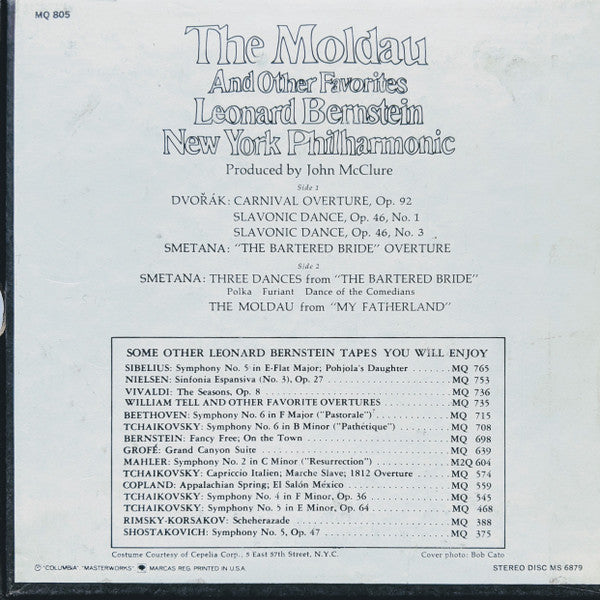 MQ 805
The Moldau
And Other Favorites
Leonard Bernstein
New York Philharmonic
Produced by John McClure
Side 1
DVOŘÁK: CARNIVAL OVERTURE, Op. 92
SLAVONIC DANCE, Op. 46, No. 1
SLAVONIC DANCE, Op. 46, No. 3
SMETANA: "THE BARTERED BRIDE" OVERTURE
Side 2
SMETANA: THREE DANCES from "THE BARTERED BRIDE"
Polka Furiant Dance of the Comedians
THE MOLDAU from "MY FATHERLAND"
SOME OTHER LEONARD BERNSTEIN TAPES YOU WILL ENJOY
SIBELIUS: Symphony No. 5 in E-Flat Major; Pohjola's Daughter ....... MQ 765
NIELSEN: Sinfonia Espansiva (No. 3), Op. 27 ....... MQ 753
VIVALDI: The Seasons, Op. 8 ....... MQ 736
WILLIAM TELL AND OTHER FAVORITE OVERTURES ....... MQ 735
BEETHOVEN: Symphony No. 6 in F Major ("Pastorale") ....... MQ 715
TCHAIKOVSKY: Symphony No. 6 in B Minor ("Pathétique") ....... MQ 708
BERNSTEIN: Fancy Free; On the Town ....... MQ 698
GROFÉ: Grand Canyon Suite ....... MQ 639
MAHLER: Symphony No. 2 in C Minor ("Resurrection") ....... M2Q 604
TCHAIKOVSKY: Capriccio Italien; Marche Slave; 1812 Overture ....... MQ 574
COPLAND: Appalachian Spring; El Salón México ....... MQ 559
TCHAIKOVSKY: Symphony No. 4 in F Minor, Op. 36 ....... MQ 545
TCHAIKOVSKY: Symphony No. 5 in E Minor, Op. 64 ....... MQ 468
RIMSKY-KORSAKOV: Scheherazade ....... MQ 388
SHOSTAKOVICH: Symphony No. 5, Op. 47 ....... MQ 375
Costume Courtesy of Cepelia Corp., 5 East 57th Street, N.Y.C. Cover photo: Bob Cato
Ⓟ "COLUMBIA" "MASTERWORKS" MARCAS REG. PRINTED IN U.S.A. STEREO DISC MS 6879